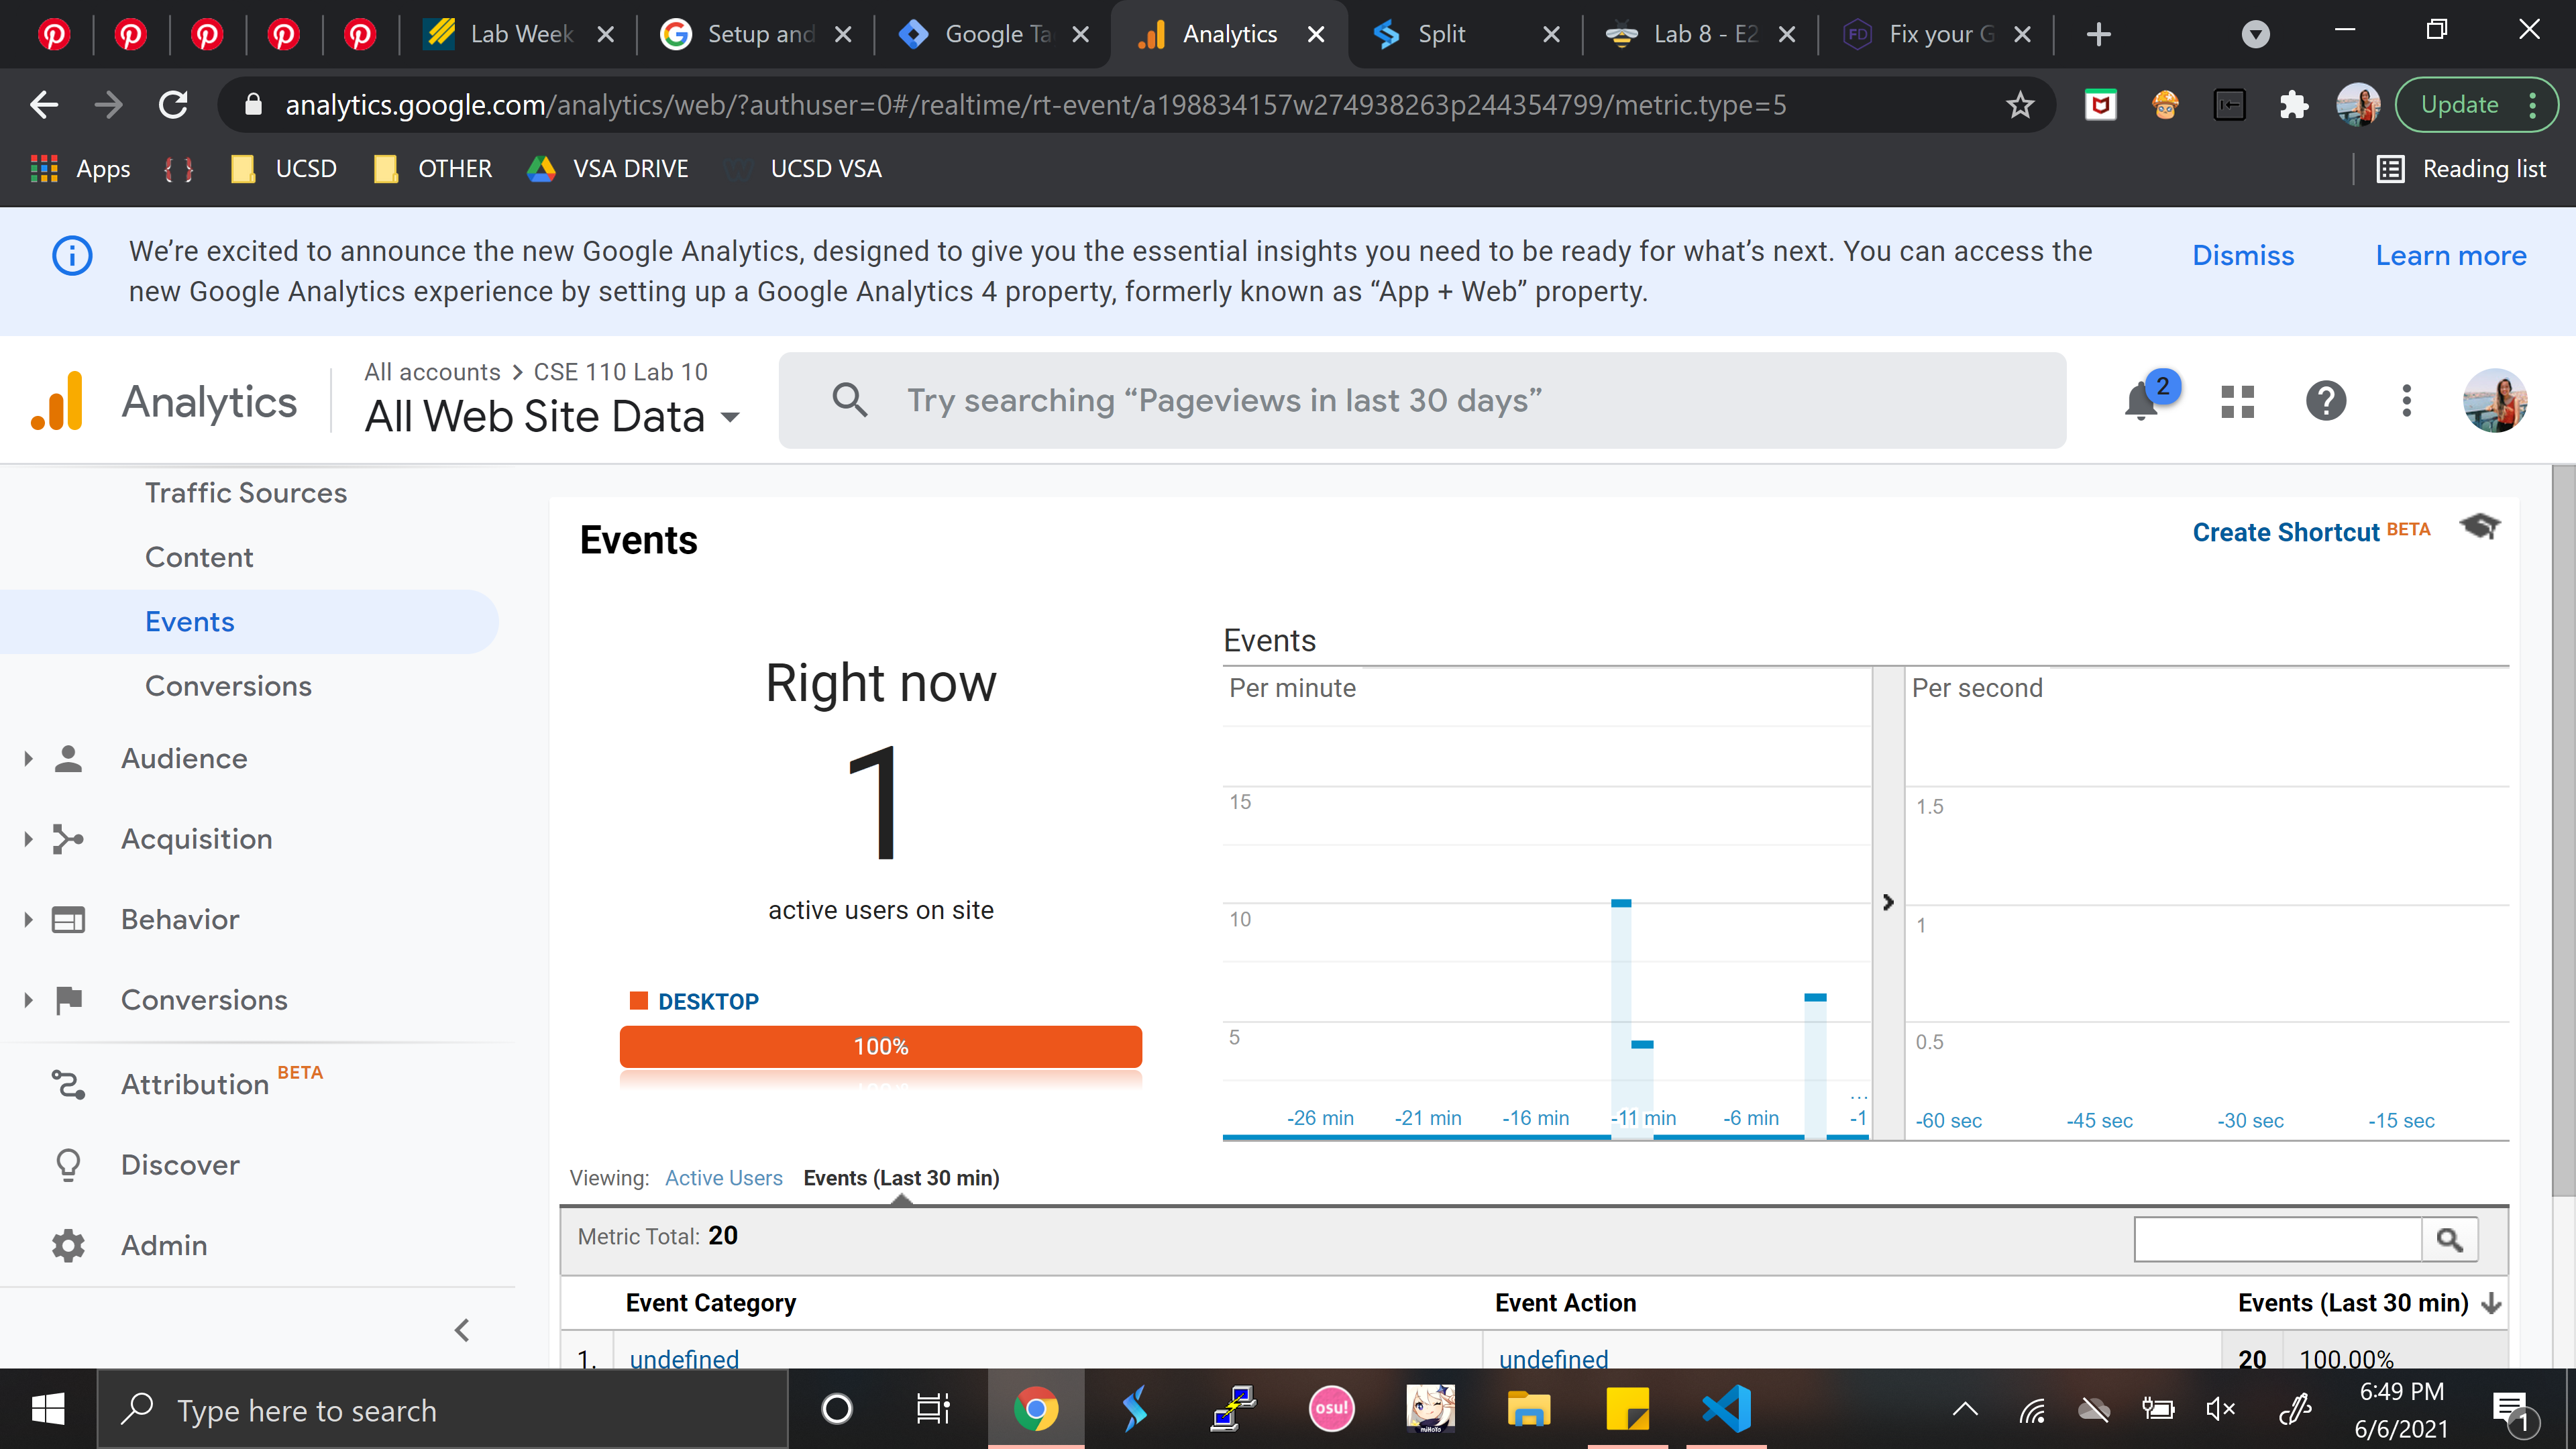 Lab Week
Setup and
Google Ta
Analytics
Split
Lab 8 - E2
FD
Fix your G
analytics.google.com/analytics/web/?authuser=0#/realtime/rt-event/a198834157w274938263p244354799/metric.type=5
Update
Apps
{ }
UCSD
OTHER
VSA DRIVE
UCSD VSA
Reading list
We’re excited to announce the new Google Analytics, designed to give you the essential insights you need to be ready for what’s next. You can access the
new Google Analytics experience by setting up a Google Analytics 4 property, formerly known as “App + Web” property.
Dismiss
Learn more
Analytics
All accounts > CSE 110 Lab 10
All Web Site Data
Try searching “Pageviews in last 30 days”
2
Traffic Sources
Content
Events
Conversions
Audience
Acquisition
Behavior
Conversions
Attribution BETA
Discover
Admin
Events
Create Shortcut BETA
Right now
1
active users on site
DESKTOP
100%
Events
Per minute
15
10
5
-26 min
-21 min
-16 min
-11 min
-6 min
...
-1
Per second
1.5
1
0.5
-60 sec
-45 sec
-30 sec
-15 sec
Viewing: Active Users Events (Last 30 min)
Metric Total: 20
Event Category
Event Action
Events (Last 30 min)
1. undefined
undefined
20
100.00%
Type here to search
osu!
miHoYo
6:49 PM
6/6/2021
1